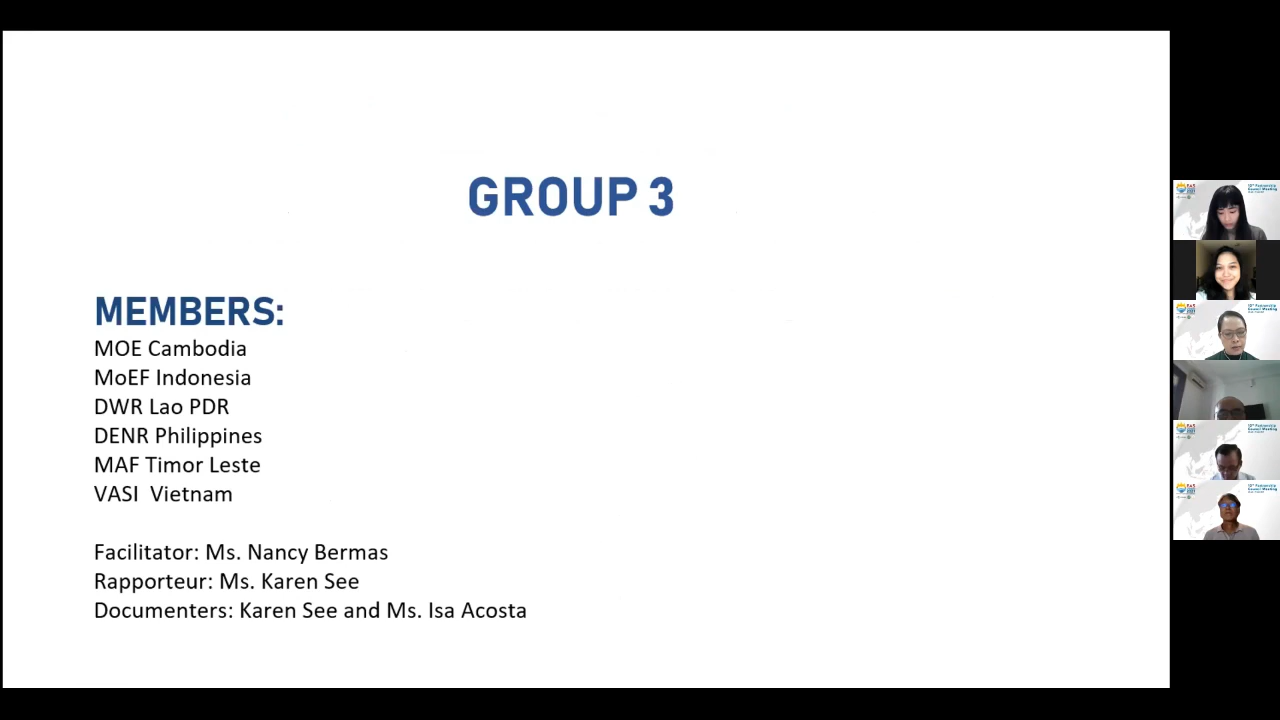 GROUP 3
MEMBERS:
MOE Cambodia
MoEF Indonesia
DWR Lao PDR
DENR Philippines
MAF Timor Leste
VASI  Vietnam
Facilitator: Ms. Nancy Bermas
Rapporteur: Ms. Karen See
Documenters: Karen See and Ms. Isa Acosta